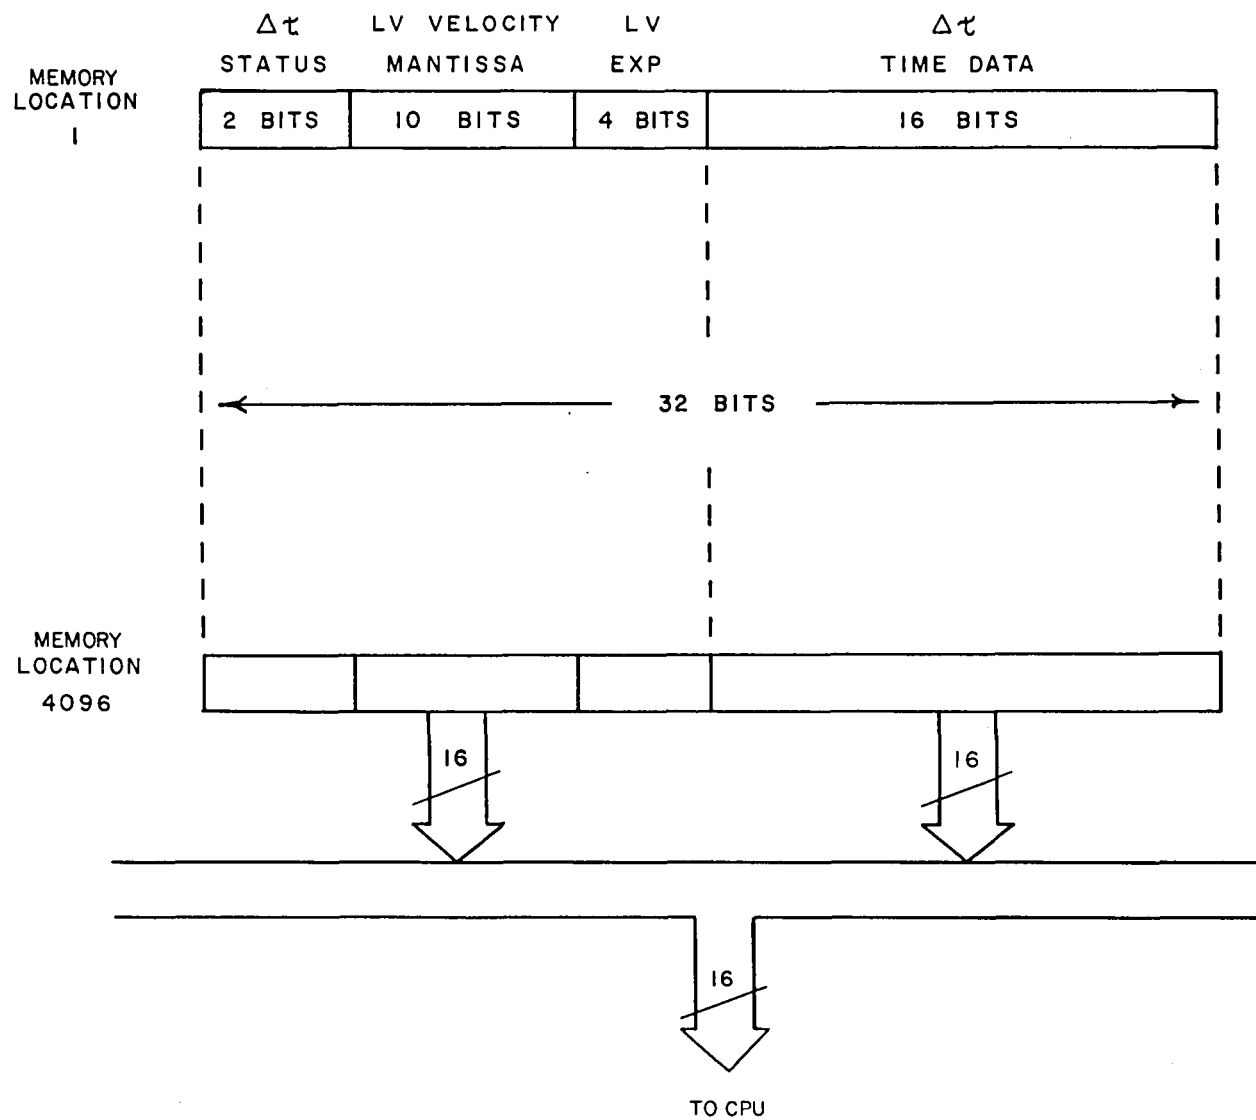 Δτ LV VELOCITY LV Δτ
STATUS MANTISSA EXP TIME DATA
MEMORY
LOCATION
1
2 BITS 10 BITS 4 BITS 16 BITS
32 BITS
MEMORY
LOCATION
4096
16 16
16
TO CPU